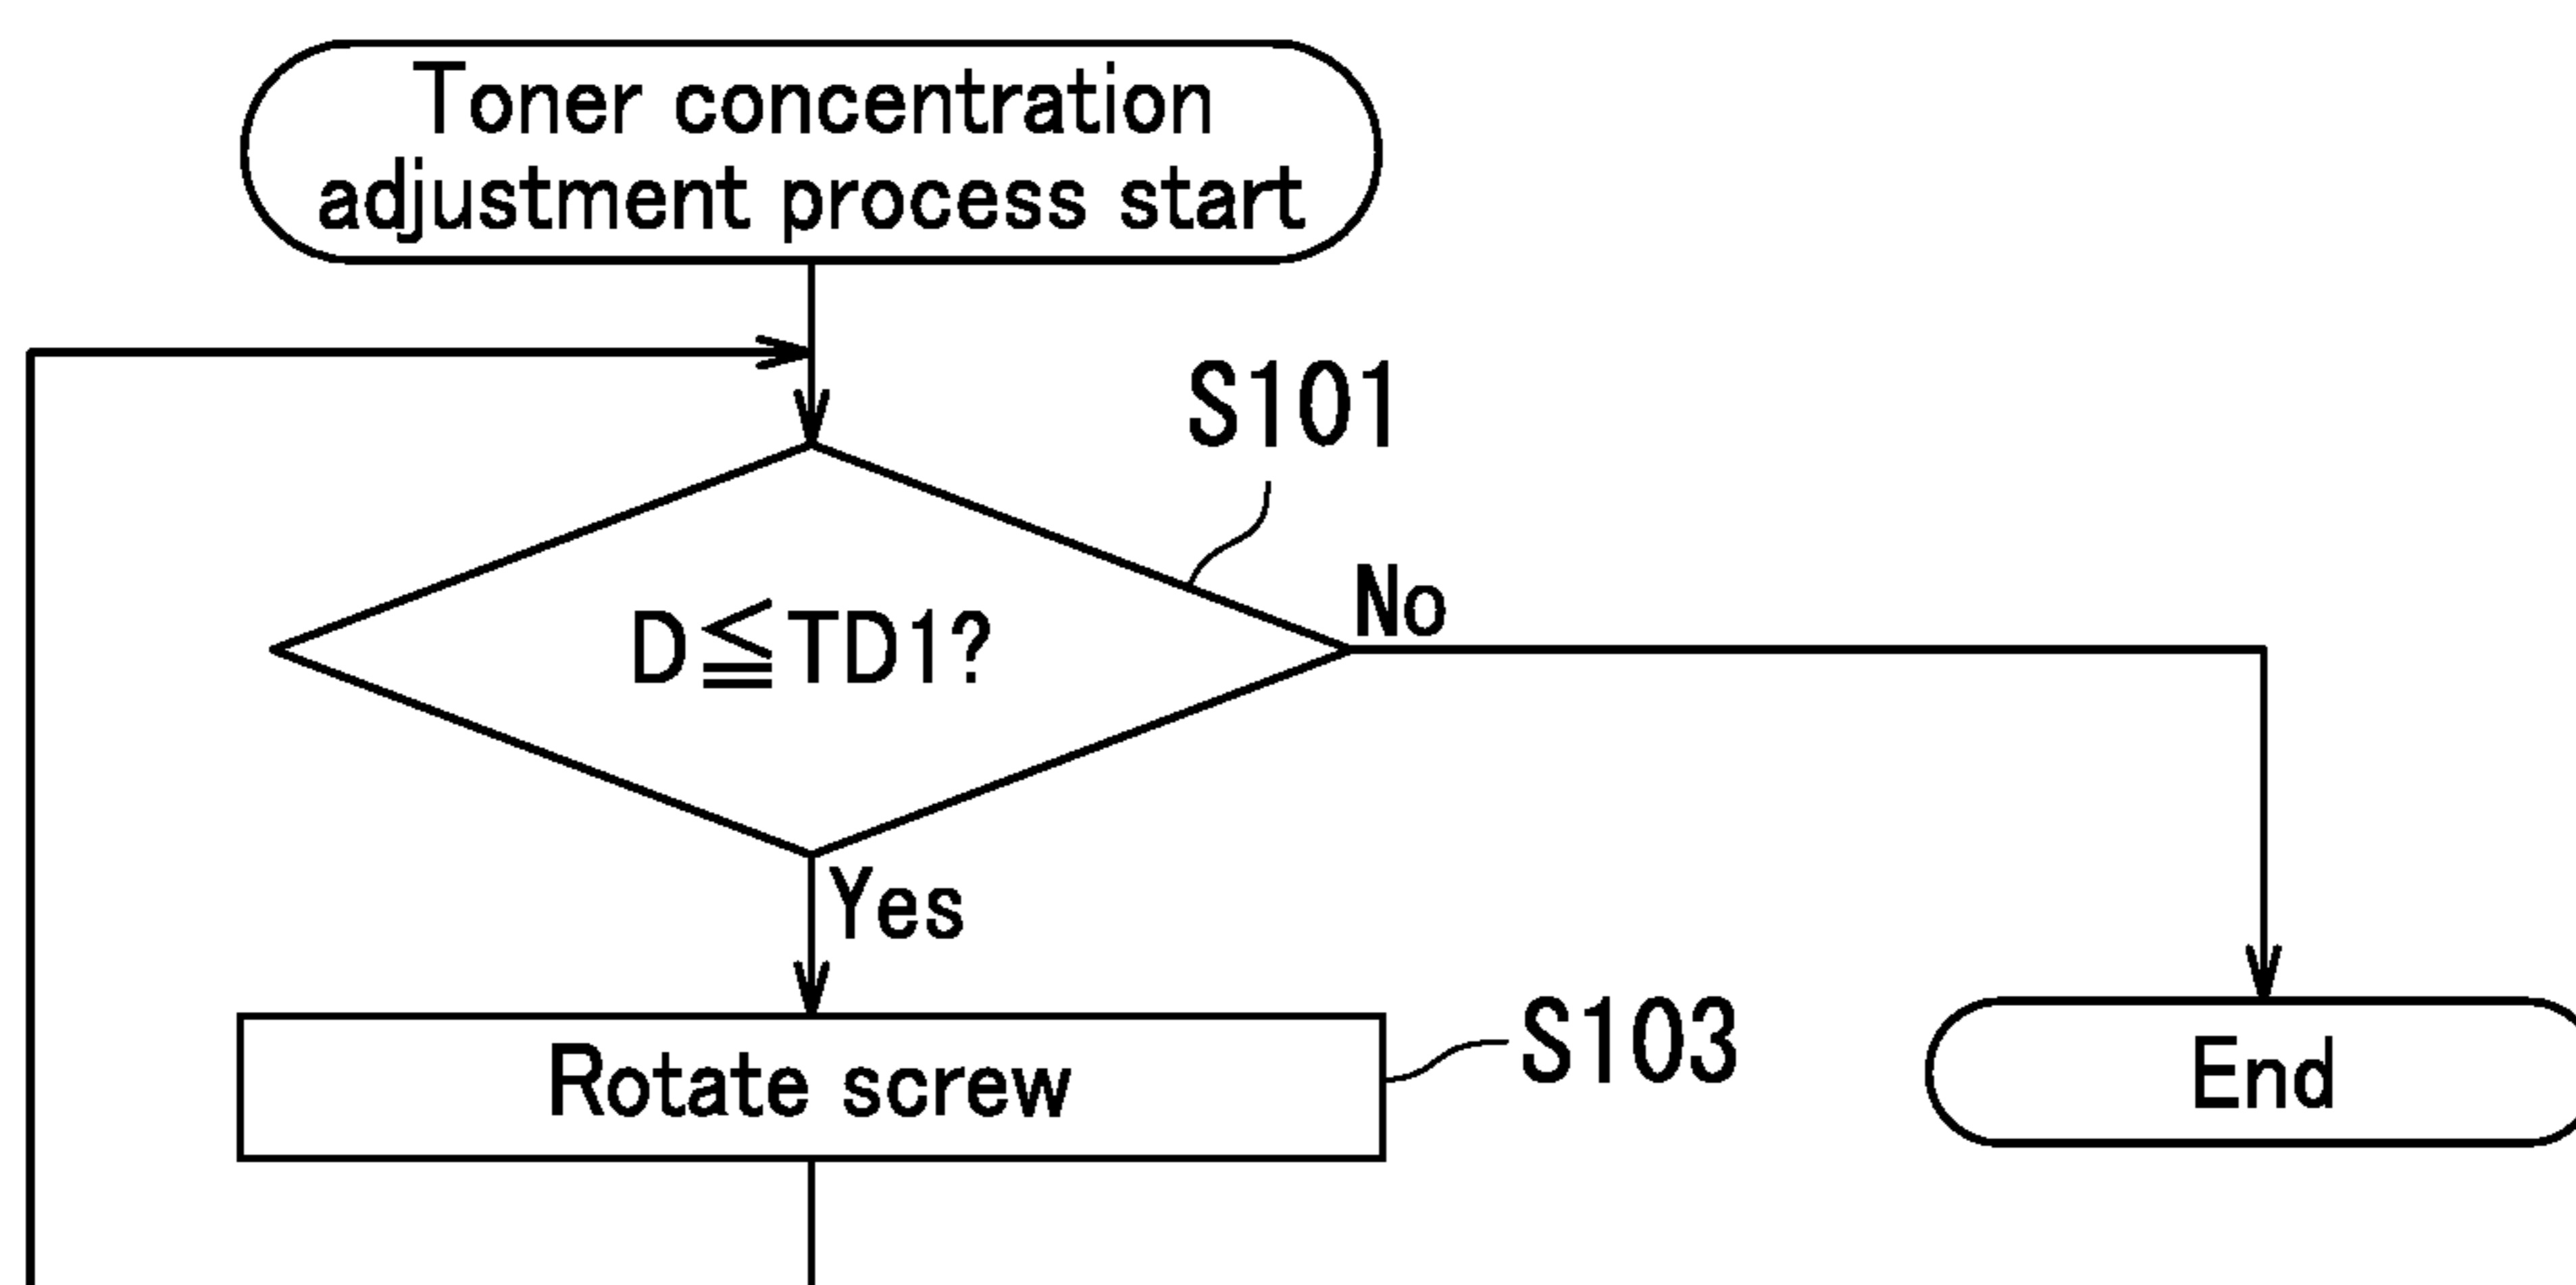 Toner concentration
adjustment process start
S101
D≦TD1?
No
Yes
Rotate screw
S103
End